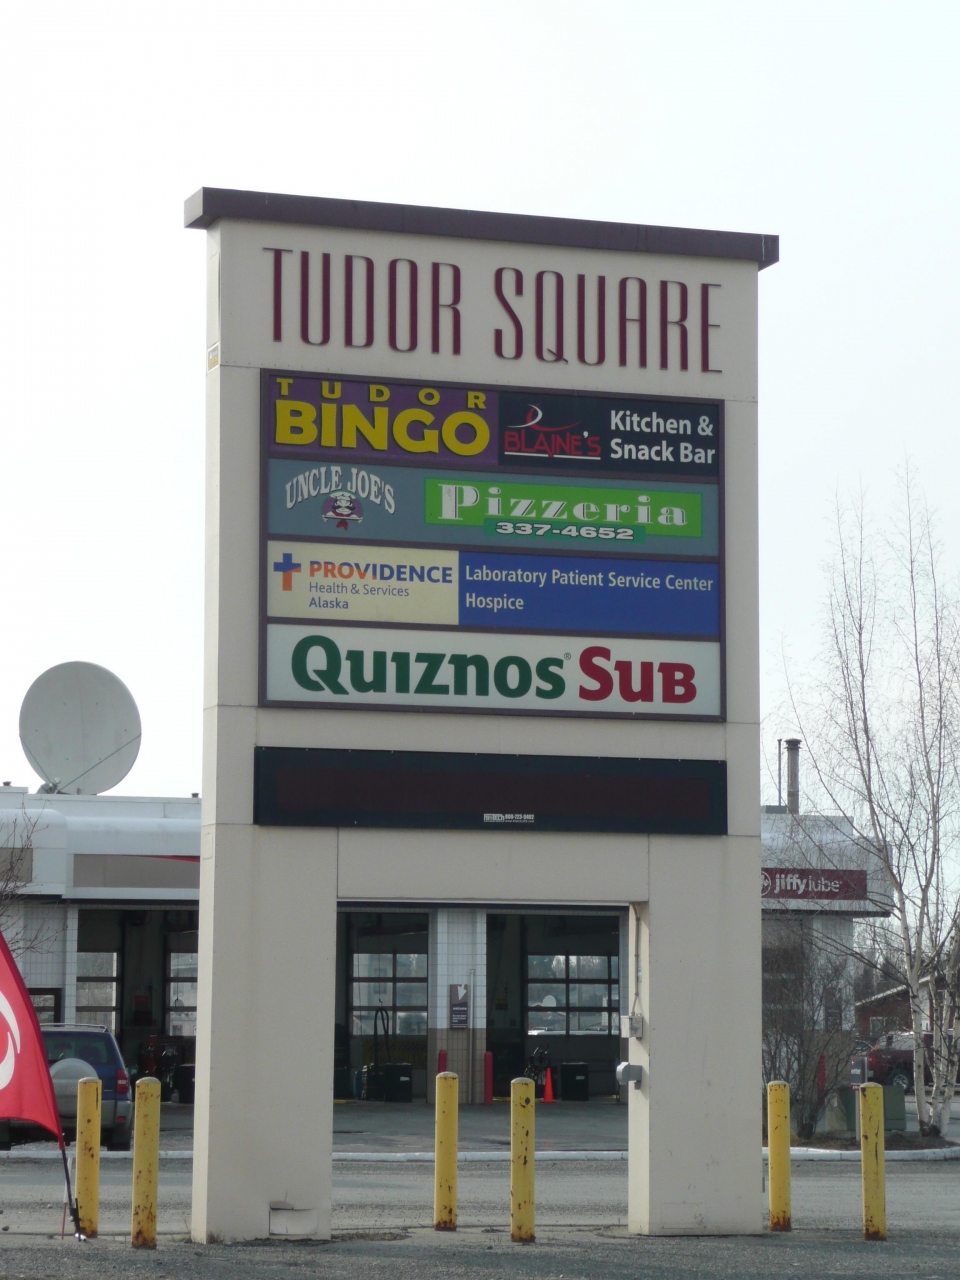 TUDOR SQUARE
TUDOR
BINGO
BLAINE'S
Kitchen &
Snack Bar
UNCLE JOE'S
Pizzeria
337-4652
PROVIDENCE
Health & Services
Alaska
Laboratory Patient Service Center
Hospice
QUIZNOS® SUB
jiffy lube